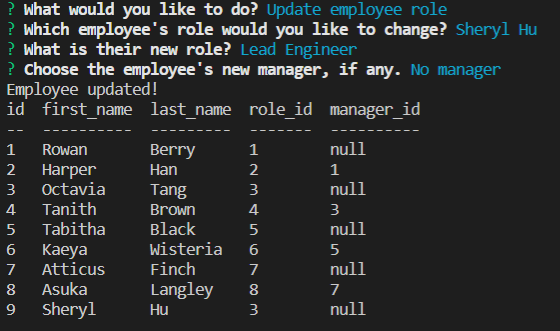 ? What would you like to do? Update employee role
? Which employee's role would you like to change? Sheryl Hu
? What is their new role? Lead Engineer
? Choose the employee's new manager, if any. No manager
Employee updated!
id  first_name  last_name  role_id  manager_id
--  ----------  ---------  -------  ----------
1   Rowan       Berry      1        null
2   Harper      Han        2        1
3   Octavia     Tang       3        null
4   Tanith      Brown      4        3
5   Tabitha     Black      5        null
6   Kaeya       Wisteria   6        5
7   Atticus     Finch      7        null
8   Asuka       Langley    8        7
9   Sheryl      Hu         3        null